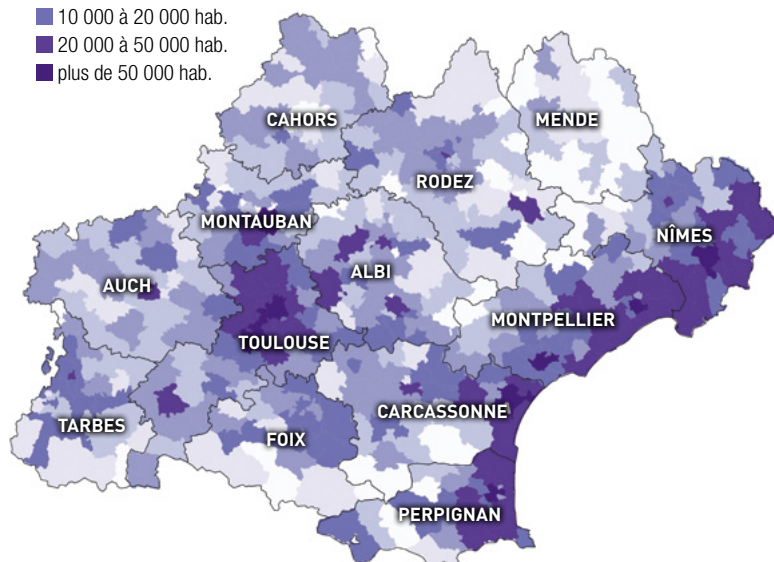 10 000 à 20 000 hab.
20 000 à 50 000 hab.
plus de 50 000 hab.
CAHORS
MENDE
RODEZ
MONTAUBAN
NÎMES
ALBI
AUCH
MONTPELLIER
TOULOUSE
CARCASSONNE
TARBES
FOIX
PERPIGNAN